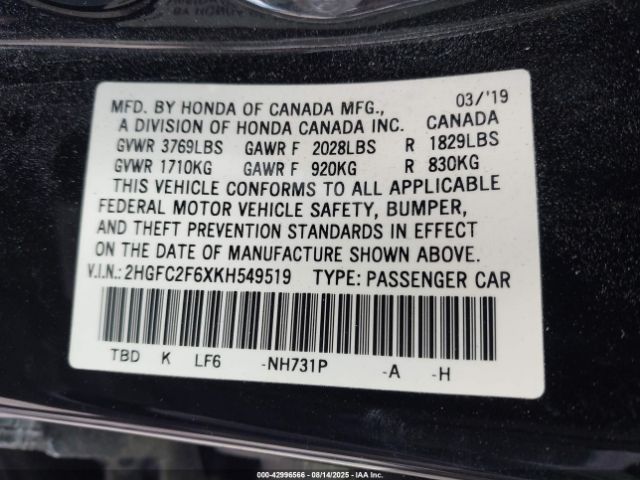 MFD. BY HONDA OF CANADA MFG., 03/'19
A DIVISION OF HONDA CANADA INC. CANADA
GVWR 3769LBS GAWR F 2028LBS R 1829LBS
GVWR 1710KG GAWR F 920KG R 830KG
THIS VEHICLE CONFORMS TO ALL APPLICABLE
FEDERAL MOTOR VEHICLE SAFETY, BUMPER,
AND THEFT PREVENTION STANDARDS IN EFFECT
ON THE DATE OF MANUFACTURE SHOWN ABOVE.
V.I.N.: 2HGFC2F6XKH549519 TYPE: PASSENGER CAR
TBD K LF6 -NH731P -A -H
000-42996566 - 08/14/2025 - IAA Inc.